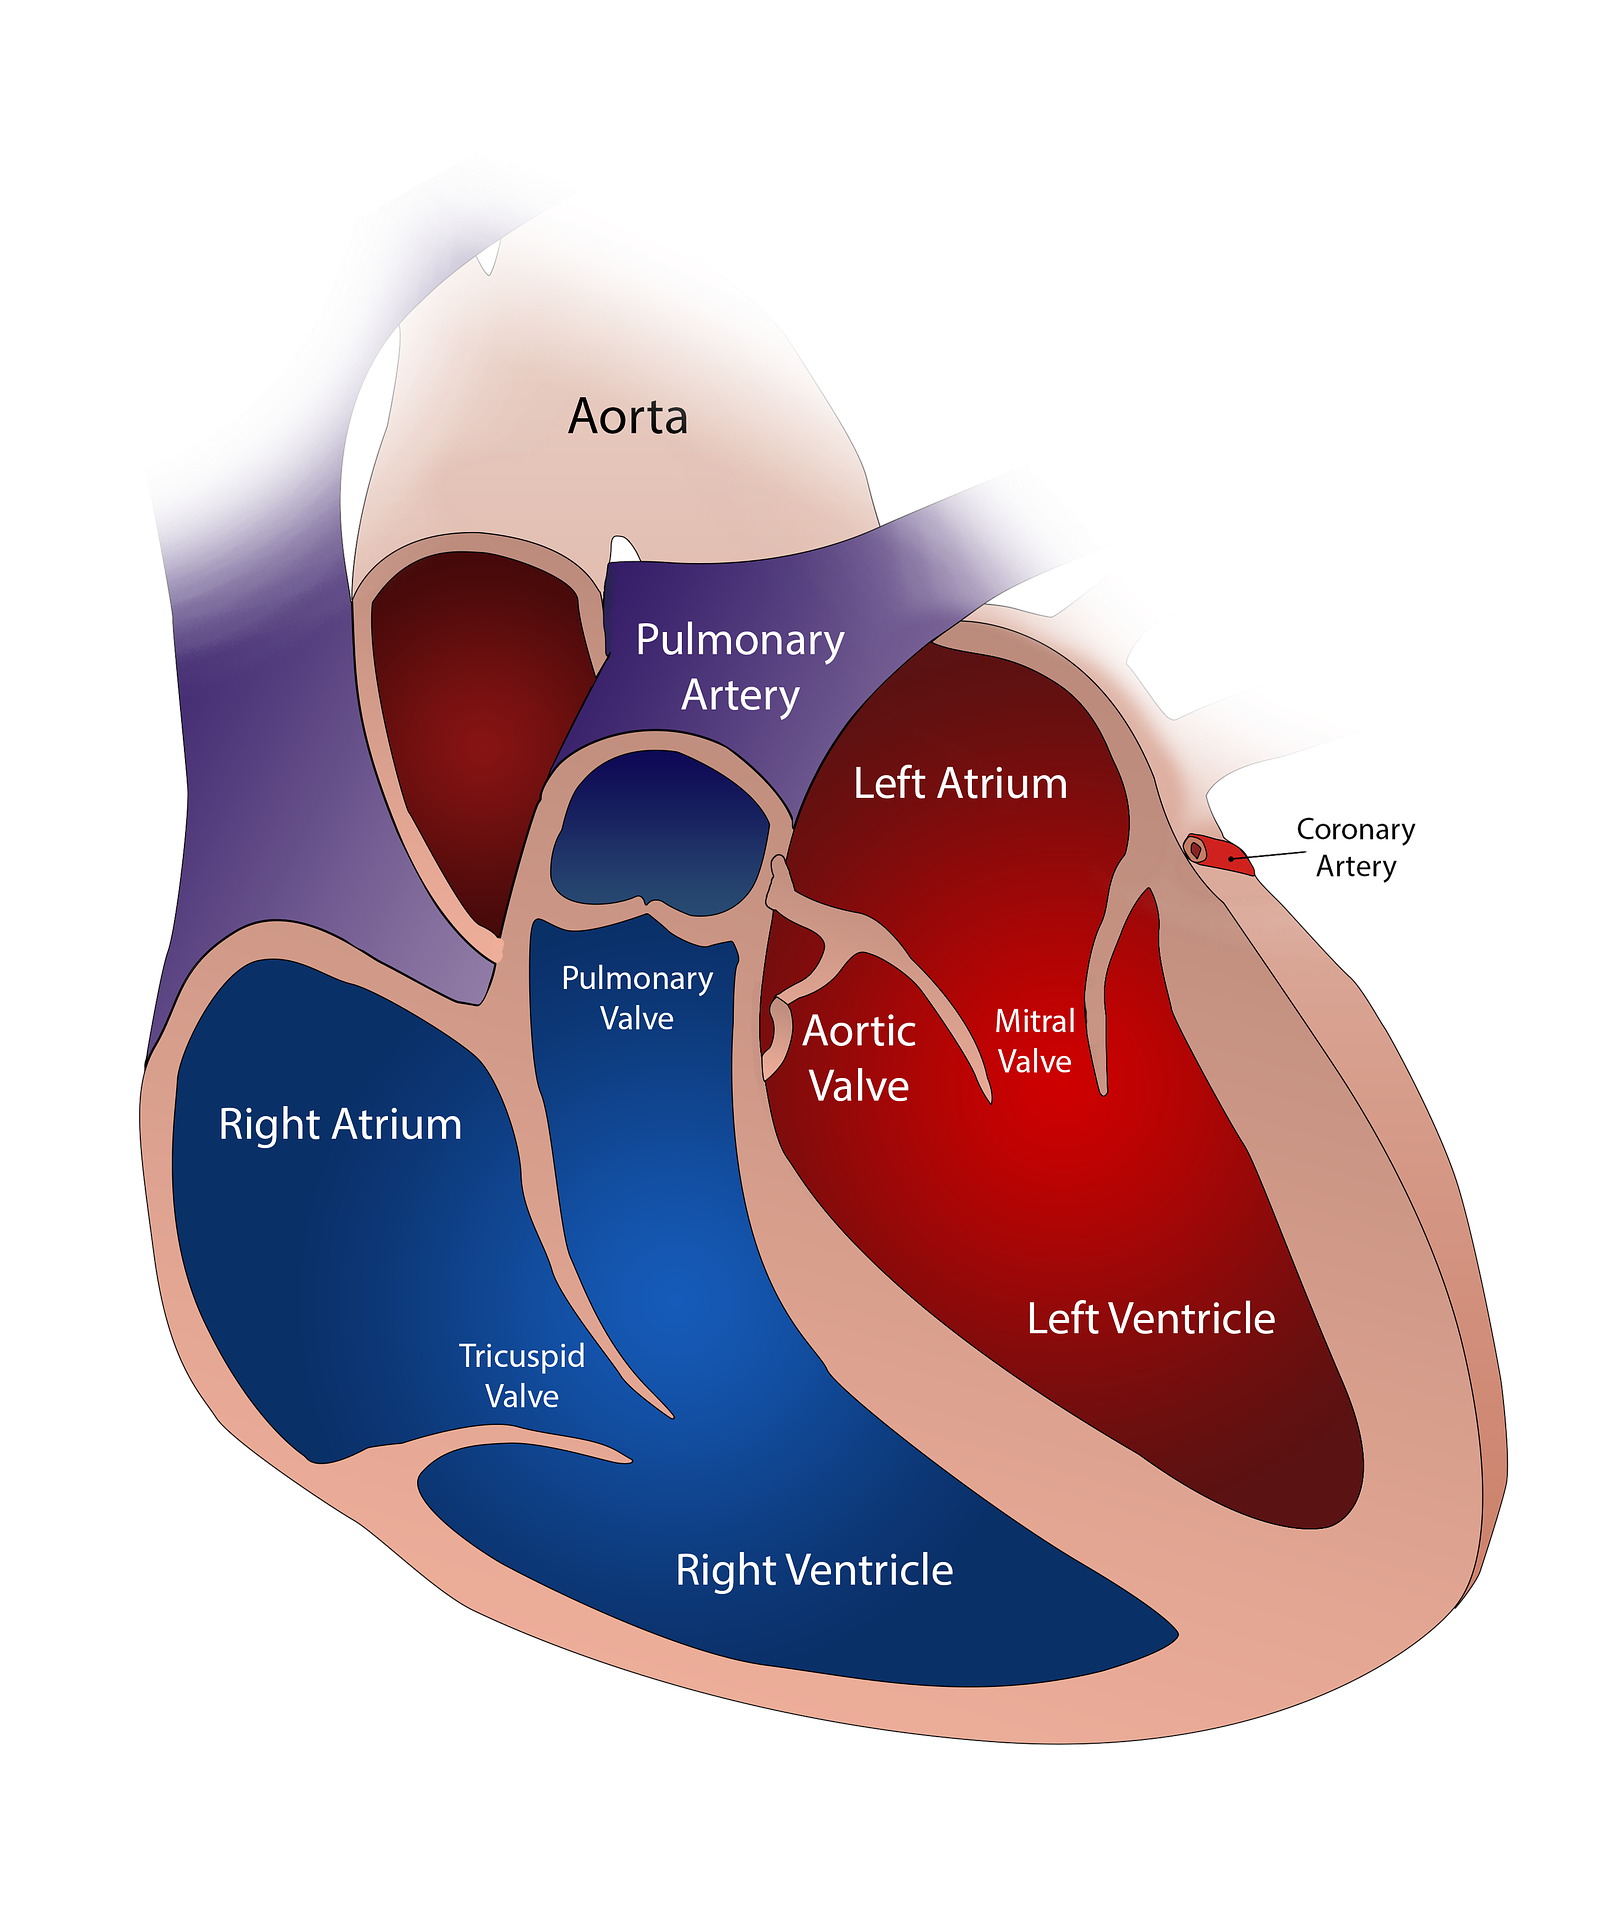 Aorta
Pulmonary
Artery
Left Atrium
Coronary
Artery
Pulmonary
Valve
Aortic
Valve
Mitral
Valve
Right Atrium
Left Ventricle
Tricuspid
Valve
Right Ventricle